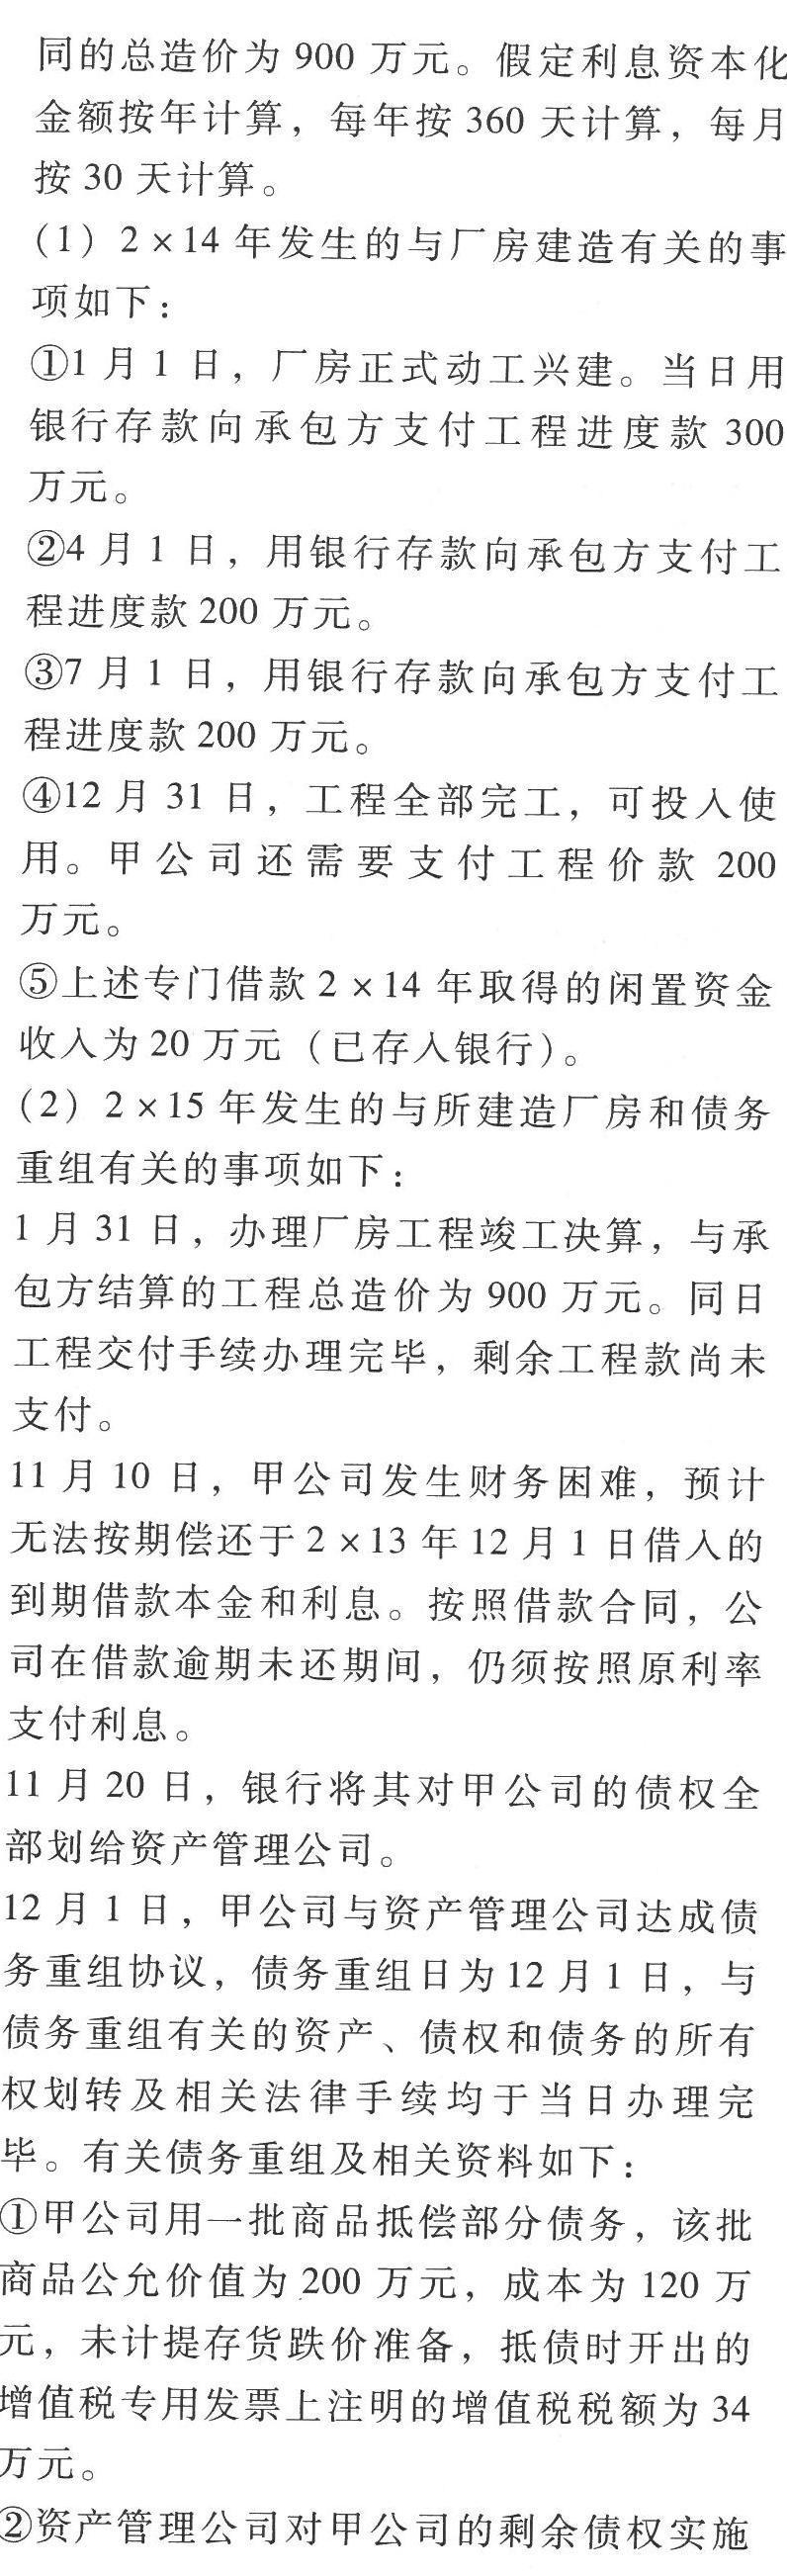 同的总造价为 900 万元。假定利息资本化
金额按年计算，每年按 360 天计算，每月
按 30 天计算。
（1）2×14 年发生的与厂房建造有关的事
项如下：
①1 月 1 日，厂房正式动工兴建。当日用
银行存款向承包方支付工程进度款 300
万元。
②4 月 1 日，用银行存款向承包方支付工
程进度款 200 万元。
③7 月 1 日，用银行存款向承包方支付工
程进度款 200 万元。
④12 月 31 日，工程全部完工，可投入使
用。甲公司还需要支付工程价款 200
万元。
⑤上述专门借款 2×14 年取得的闲置资金
收入为 20 万元（已存入银行）。
（2）2×15 年发生的与所建造厂房和债务
重组有关的事项如下：
1 月 31 日，办理厂房工程竣工决算，与承
包方结算的工程总造价为 900 万元。同日
工程交付手续办理完毕，剩余工程款尚未
支付。
11 月 10 日，甲公司发生财务困难，预计
无法按期偿还于 2×13 年 12 月 1 日借入的
到期借款本金和利息。按照借款合同，公
司在借款逾期未还期间，仍须按照原利率
支付利息。
11 月 20 日，银行将其对甲公司的债权全
部划给资产管理公司。
12 月 1 日，甲公司与资产管理公司达成债
务重组协议，债务重组日为 12 月 1 日，与
债务重组有关的资产、债权和债务的所有
权划转及相关法律手续均于当日办理完
毕。有关债务重组及相关资料如下：
①甲公司用一批商品抵偿部分债务，该批
商品公允价值为 200 万元，成本为 120 万
元，未计提存货跌价准备，抵债时开出的
增值税专用发票上注明的增值税税额为 34
万元。
②资产管理公司对甲公司的剩余债权实施